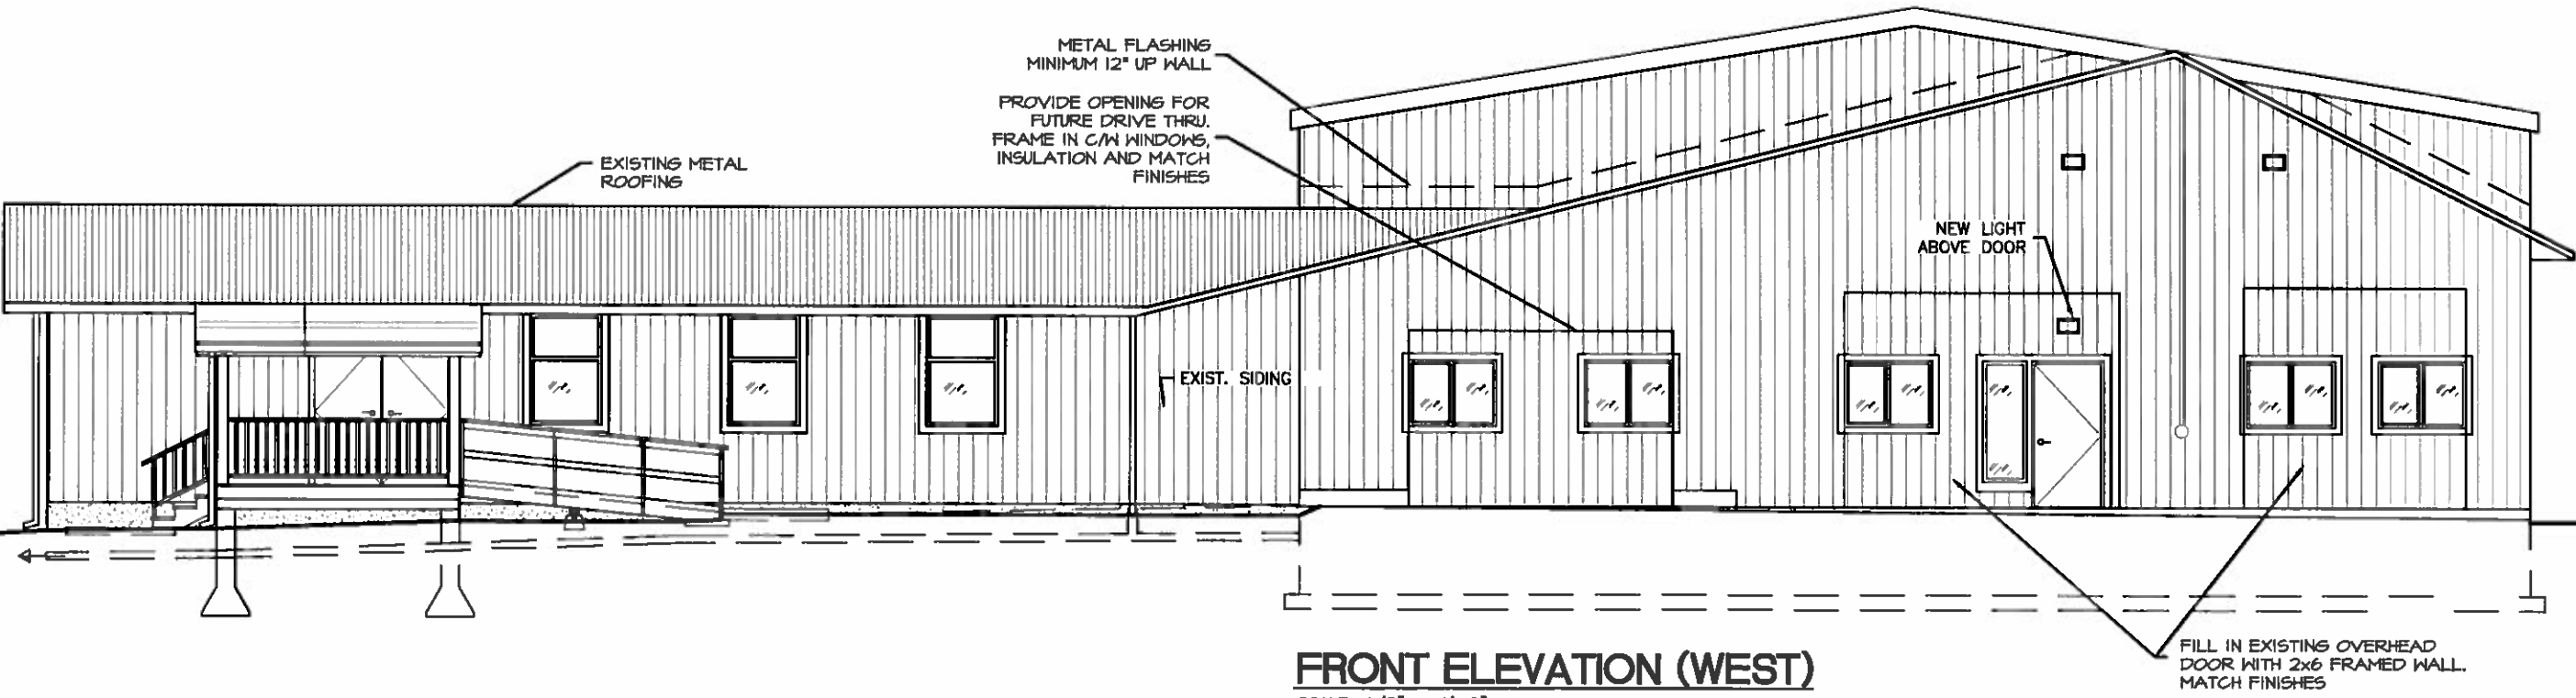 METAL FLASHING
MINIMUM 12" UP WALL
PROVIDE OPENING FOR
FUTURE DRIVE THRU.
FRAME IN C/W WINDOWS,
INSULATION AND MATCH
FINISHES
EXISTING METAL
ROOFING
NEW LIGHT
ABOVE DOOR
EXIST. SIDING
FILL IN EXISTING OVERHEAD
DOOR WITH 2x6 FRAMED WALL.
MATCH FINISHES
FRONT ELEVATION (WEST)